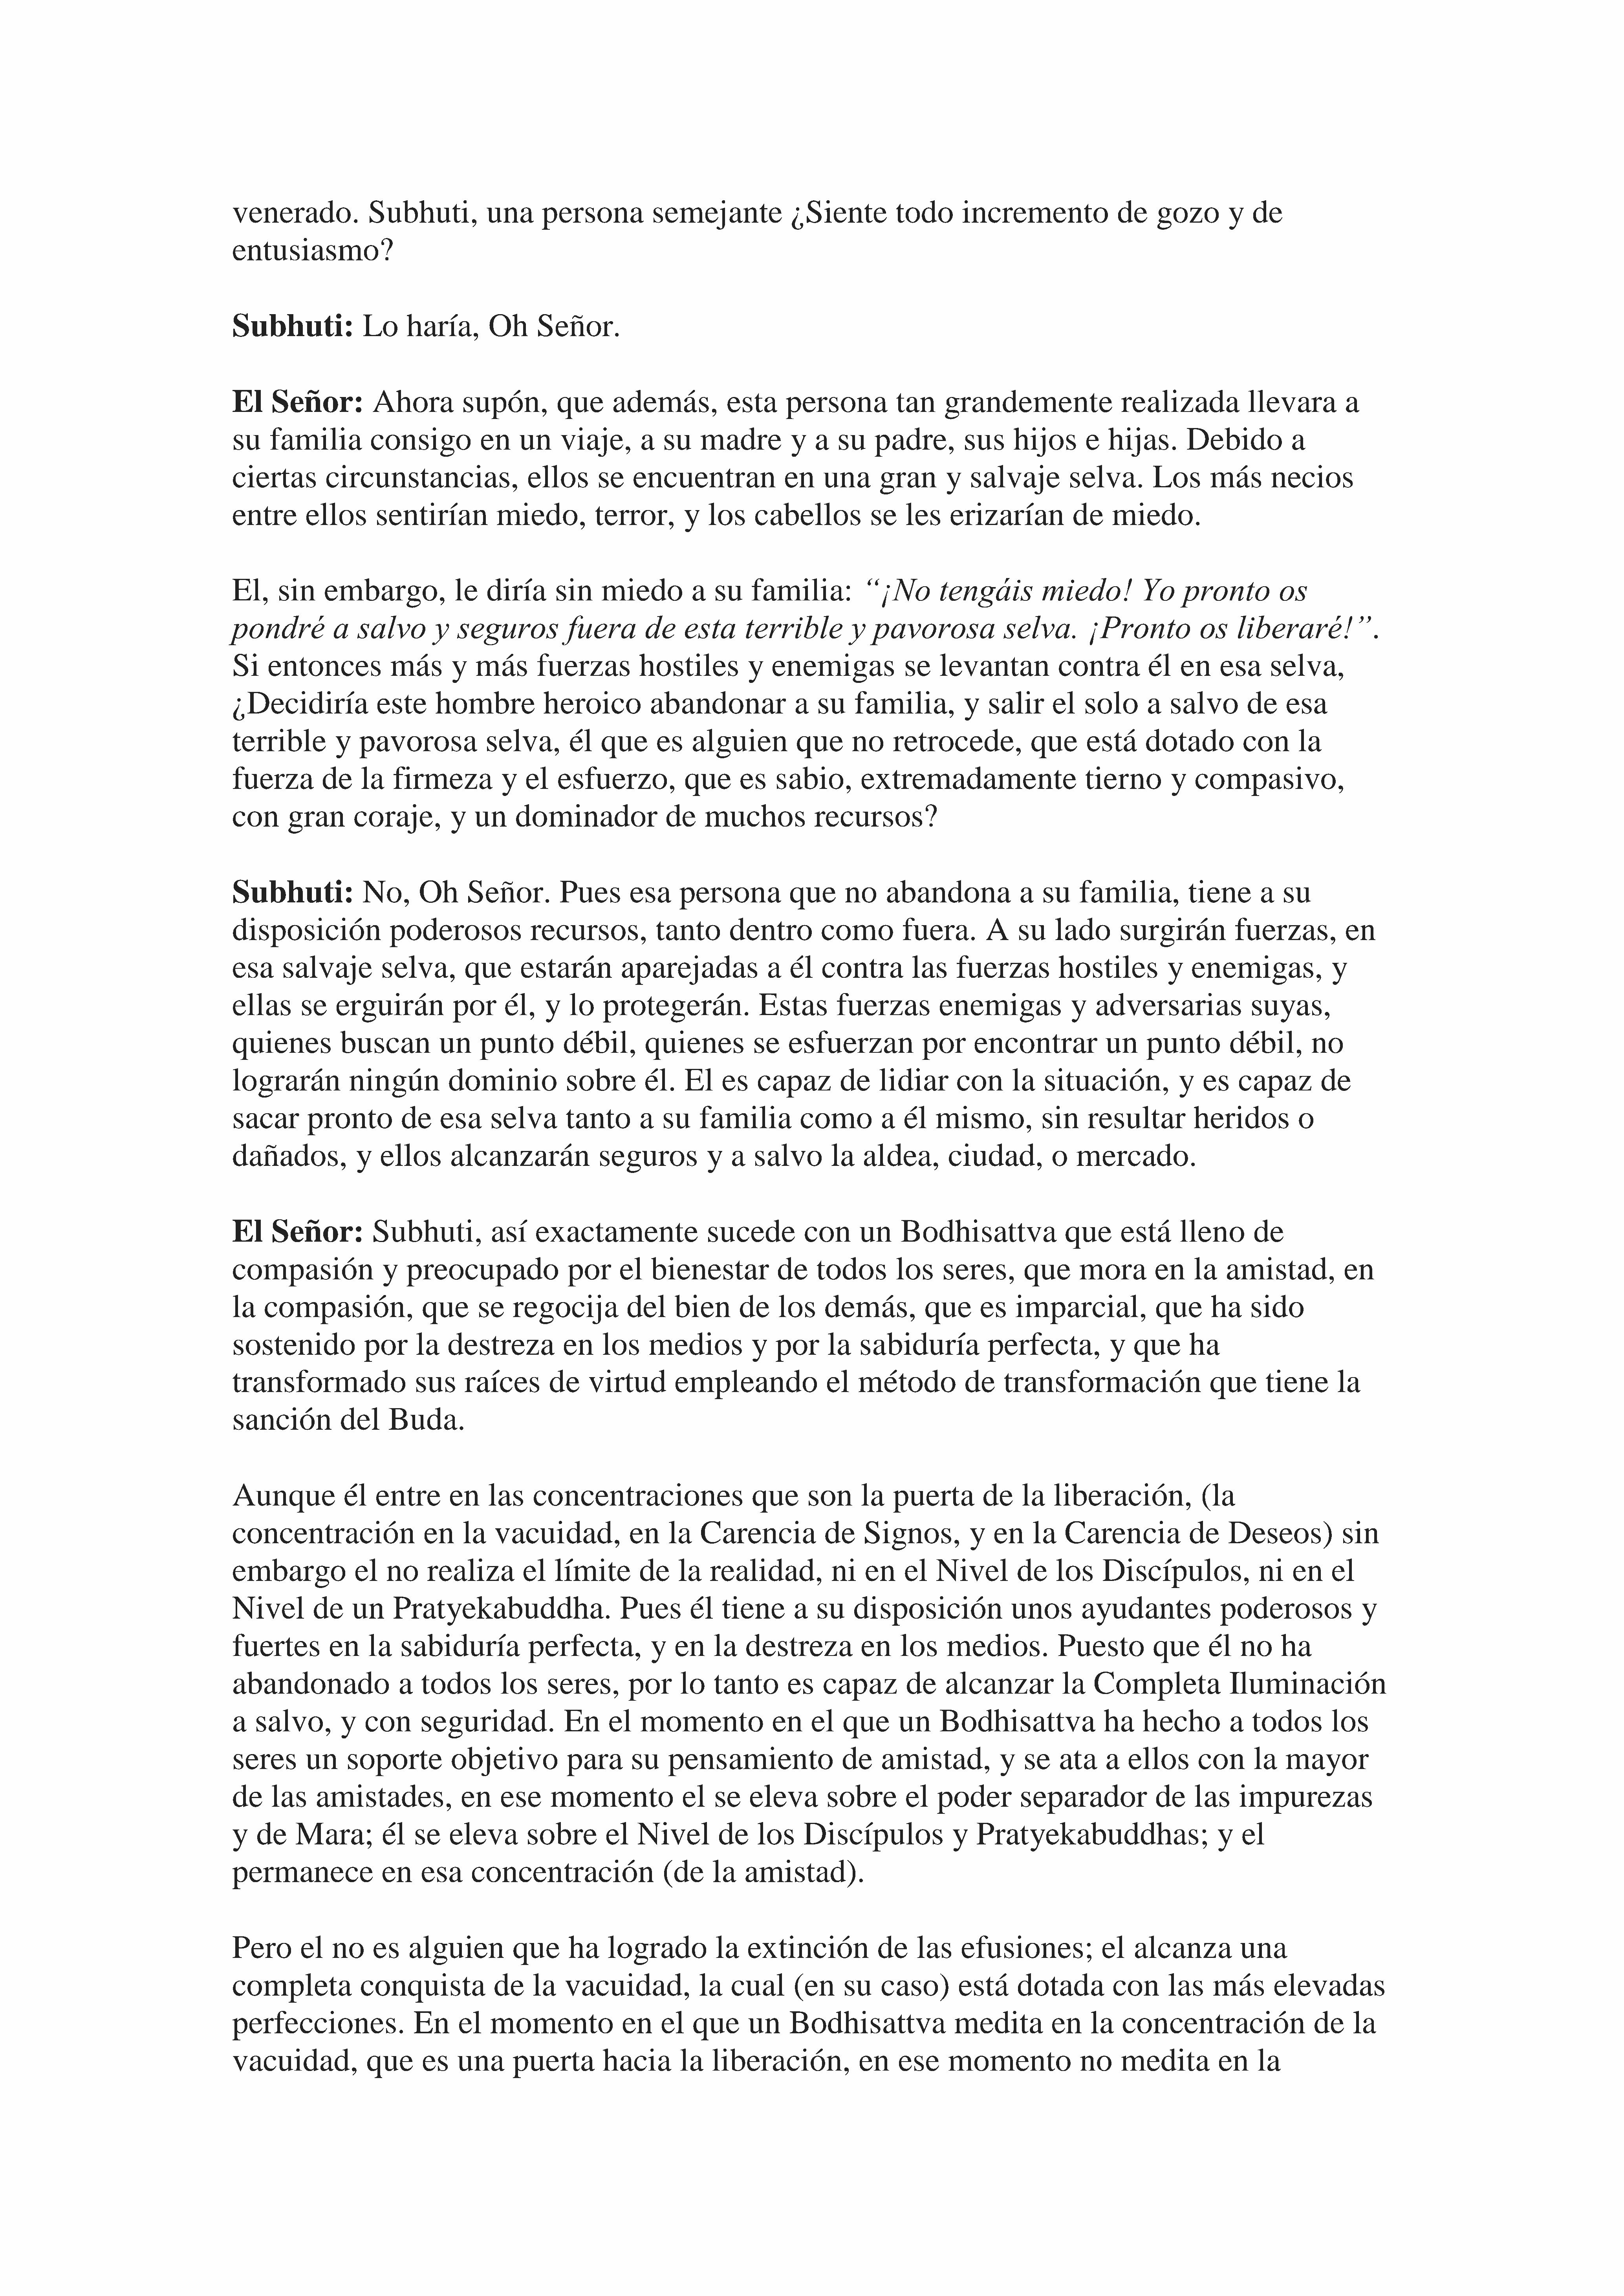 venerado. Subhuti, una persona semejante ¿Siente todo incremento de gozo y de
entusiasmo?
Subhuti: Lo haría, Oh Señor.
El Señor: Ahora supón, que además, esta persona tan grandemente realizada llevara a
su familia consigo en un viaje, a su madre y a su padre, sus hijos e hijas. Debido a
ciertas circunstancias, ellos se encuentran en una gran y salvaje selva. Los más necios
entre ellos sentirían miedo, terror, y los cabellos se les erizarían de miedo.
El, sin embargo, le diría sin miedo a su familia: “¡No tengáis miedo! Yo pronto os
pondré a salvo y seguros fuera de esta terrible y pavorosa selva. ¡Pronto os liberaré!”.
Si entonces más y más fuerzas hostiles y enemigas se levantan contra él en esa selva,
¿Decidiría este hombre heroico abandonar a su familia, y salir el solo a salvo de esa
terrible y pavorosa selva, él que es alguien que no retrocede, que está dotado con la
fuerza de la firmeza y el esfuerzo, que es sabio, extremadamente tierno y compasivo,
con gran coraje, y un dominador de muchos recursos?
Subhuti: No, Oh Señor. Pues esa persona que no abandona a su familia, tiene a su
disposición poderosos recursos, tanto dentro como fuera. A su lado surgirán fuerzas, en
esa salvaje selva, que estarán aparejadas a él contra las fuerzas hostiles y enemigas, y
ellas se erguirán por él, y lo protegerán. Estas fuerzas enemigas y adversarias suyas,
quienes buscan un punto débil, quienes se esfuerzan por encontrar un punto débil, no
lograrán ningún dominio sobre él. El es capaz de lidiar con la situación, y es capaz de
sacar pronto de esa selva tanto a su familia como a él mismo, sin resultar heridos o
dañados, y ellos alcanzarán seguros y a salvo la aldea, ciudad, o mercado.
El Señor: Subhuti, así exactamente sucede con un Bodhisattva que está lleno de
compasión y preocupado por el bienestar de todos los seres, que mora en la amistad, en
la compasión, que se regocija del bien de los demás, que es imparcial, que ha sido
sostenido por la destreza en los medios y por la sabiduría perfecta, y que ha
transformado sus raíces de virtud empleando el método de transformación que tiene la
sanción del Buda.
Aunque él entre en las concentraciones que son la puerta de la liberación, (la
concentración en la vacuidad, en la Carencia de Signos, y en la Carencia de Deseos) sin
embargo el no realiza el límite de la realidad, ni en el Nivel de los Discípulos, ni en el
Nivel de un Pratyekabuddha. Pues él tiene a su disposición unos ayudantes poderosos y
fuertes en la sabiduría perfecta, y en la destreza en los medios. Puesto que él no ha
abandonado a todos los seres, por lo tanto es capaz de alcanzar la Completa Iluminación
a salvo, y con seguridad. En el momento en el que un Bodhisattva ha hecho a todos los
seres un soporte objetivo para su pensamiento de amistad, y se ata a ellos con la mayor
de las amistades, en ese momento el se eleva sobre el poder separador de las impurezas
y de Mara; él se eleva sobre el Nivel de los Discípulos y Pratyekabuddhas; y el
permanece en esa concentración (de la amistad).
Pero el no es alguien que ha logrado la extinción de las efusiones; el alcanza una
completa conquista de la vacuidad, la cual (en su caso) está dotada con las más elevadas
perfecciones. En el momento en el que un Bodhisattva medita en la concentración de la
vacuidad, que es una puerta hacia la liberación, en ese momento no medita en la